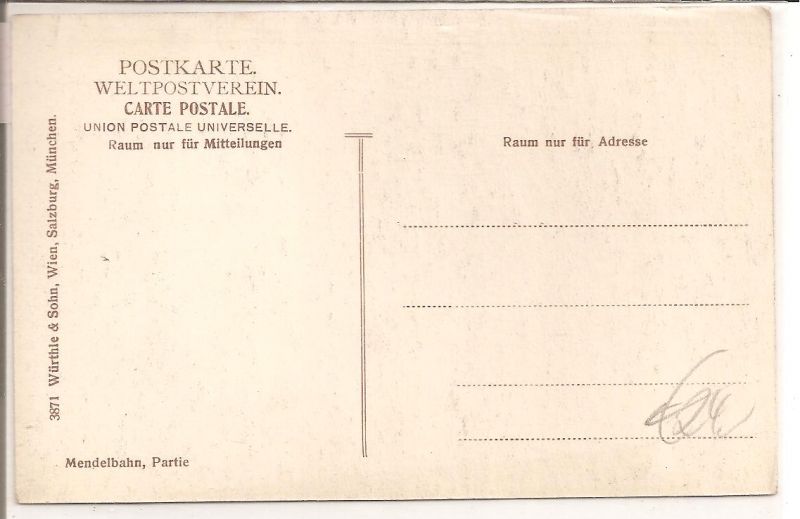 POSTKARTE.
WELTPOSTVEREIN.
CARTE POSTALE.
UNION POSTALE UNIVERSELLE.
Raum nur für Mitteilungen
Raum nur für Adresse
3871 Würthle & Sohn, Wien, Salzburg, München.
Mendelbahn, Partie